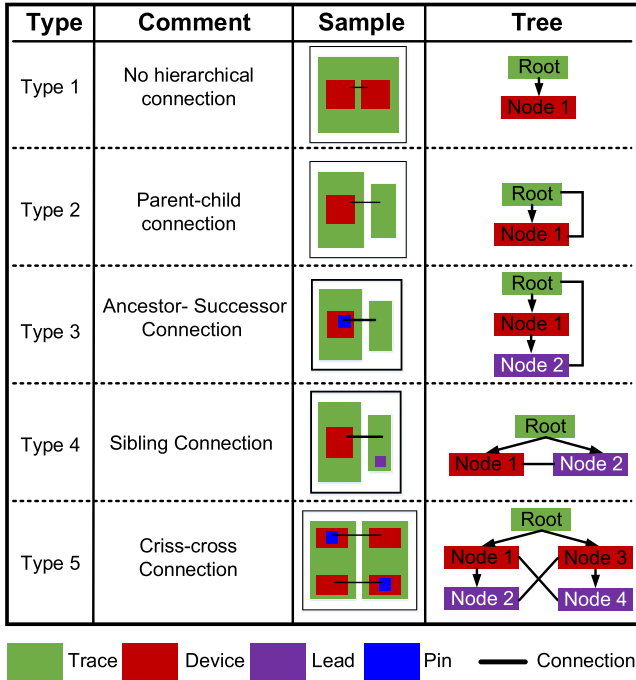 Type Comment Sample Tree
Type 1
No hierarchical
connection
Root
Node 1
Type 2
Parent-child
connection
Root
Node 1
Type 3
Ancestor- Successor
Connection
Root
Node 1
Node 2
Type 4
Sibling Connection
Root
Node 1 Node 2
Type 5
Criss-cross
Connection
Root
Node 1 Node 3
Node 2 Node 4
Trace Device Lead Pin Connection